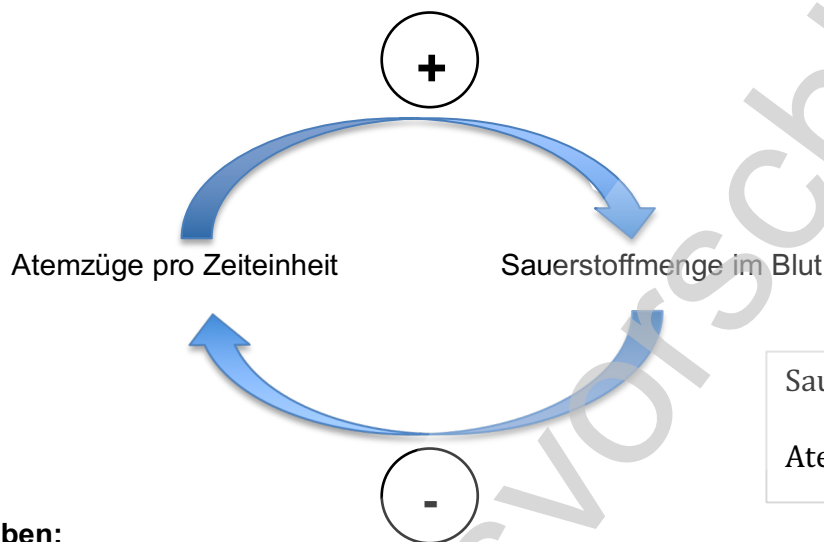 +
Atemzüge pro Zeiteinheit
Sauerstoffmenge im Blut
Sau
Ate
-
ben: